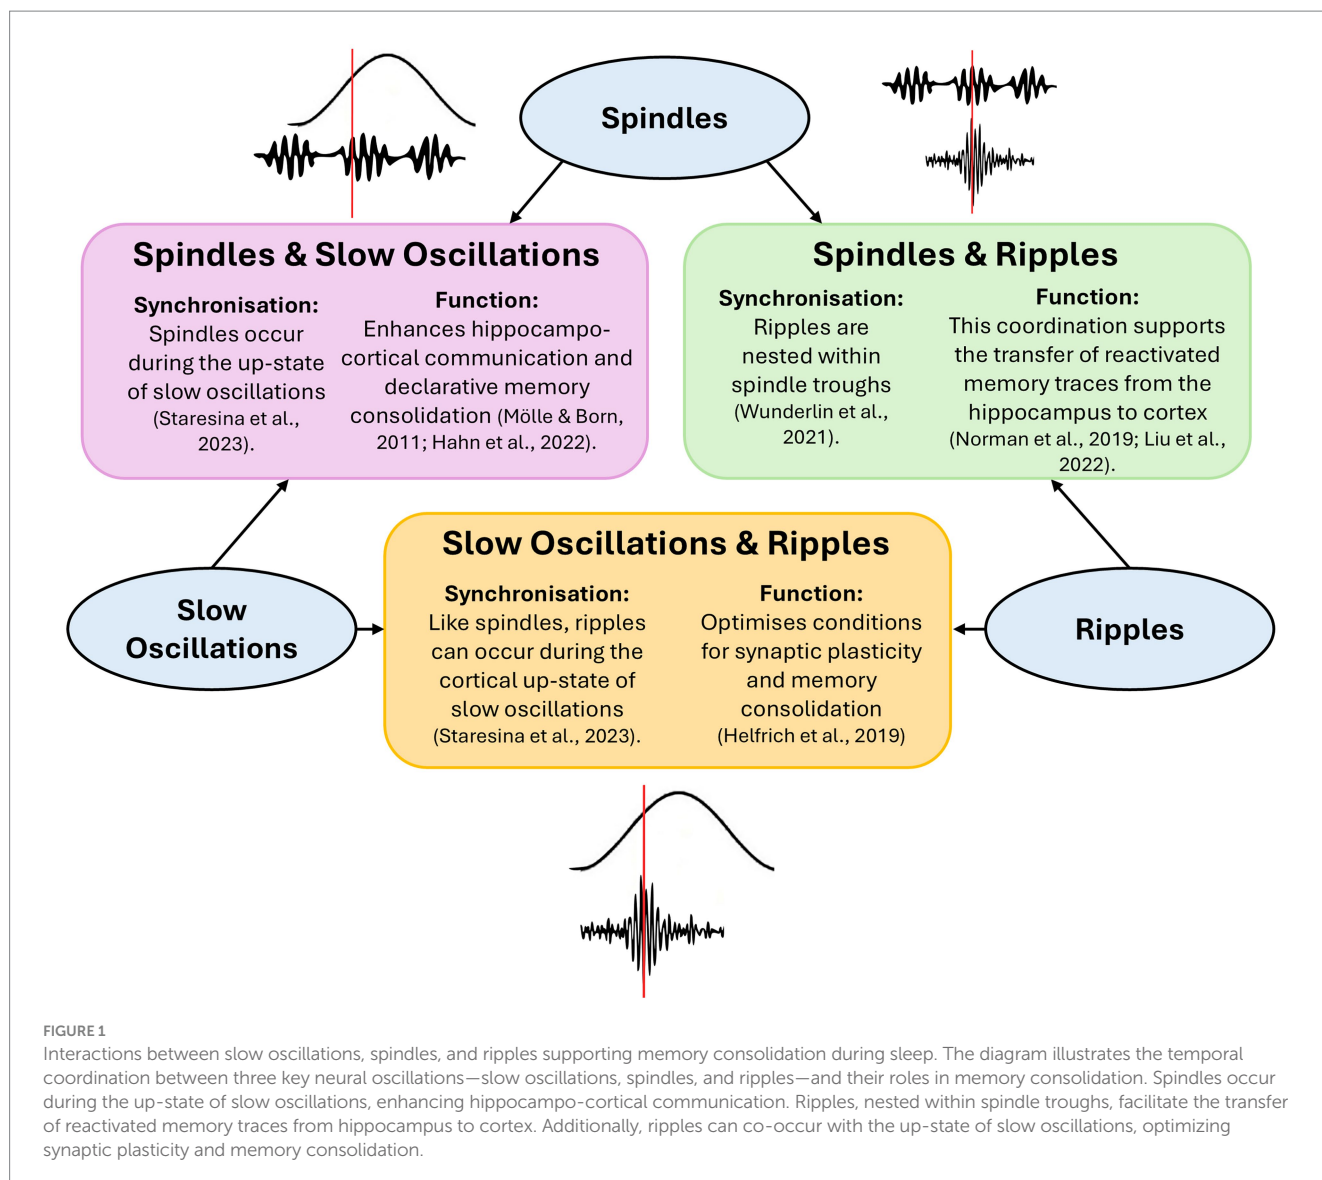 Spindles
Spindles & Slow Oscillations
Synchronisation:
Spindles occur
during the up-state
of slow oscillations
(Staresina et al.,
2023).
Function:
Enhances hippocampo-
cortical communication and
declarative memory
consolidation (Mölle & Born,
2011; Hahn et al., 2022).
Spindles & Ripples
Synchronisation:
Ripples are
nested within
spindle troughs
(Wunderlin et al.,
2021).
Function:
This coordination supports
the transfer of reactivated
memory traces from the
hippocampus to cortex
(Norman et al., 2019; Liu et al.,
2022).
Slow
Oscillations
Slow Oscillations & Ripples
Synchronisation:
Like spindles, ripples
can occur during the
cortical up-state of
slow oscillations
(Staresina et al., 2023).
Function:
Optimises conditions
for synaptic plasticity
and memory
consolidation
(Helfrich et al., 2019)
Ripples
FIGURE 1
Interactions between slow oscillations, spindles, and ripples supporting memory consolidation during sleep. The diagram illustrates the temporal
coordination between three key neural oscillations—slow oscillations, spindles, and ripples—and their roles in memory consolidation. Spindles occur
during the up-state of slow oscillations, enhancing hippocampo-cortical communication. Ripples, nested within spindle troughs, facilitate the transfer
of reactivated memory traces from hippocampus to cortex. Additionally, ripples can co-occur with the up-state of slow oscillations, optimizing
synaptic plasticity and memory consolidation.